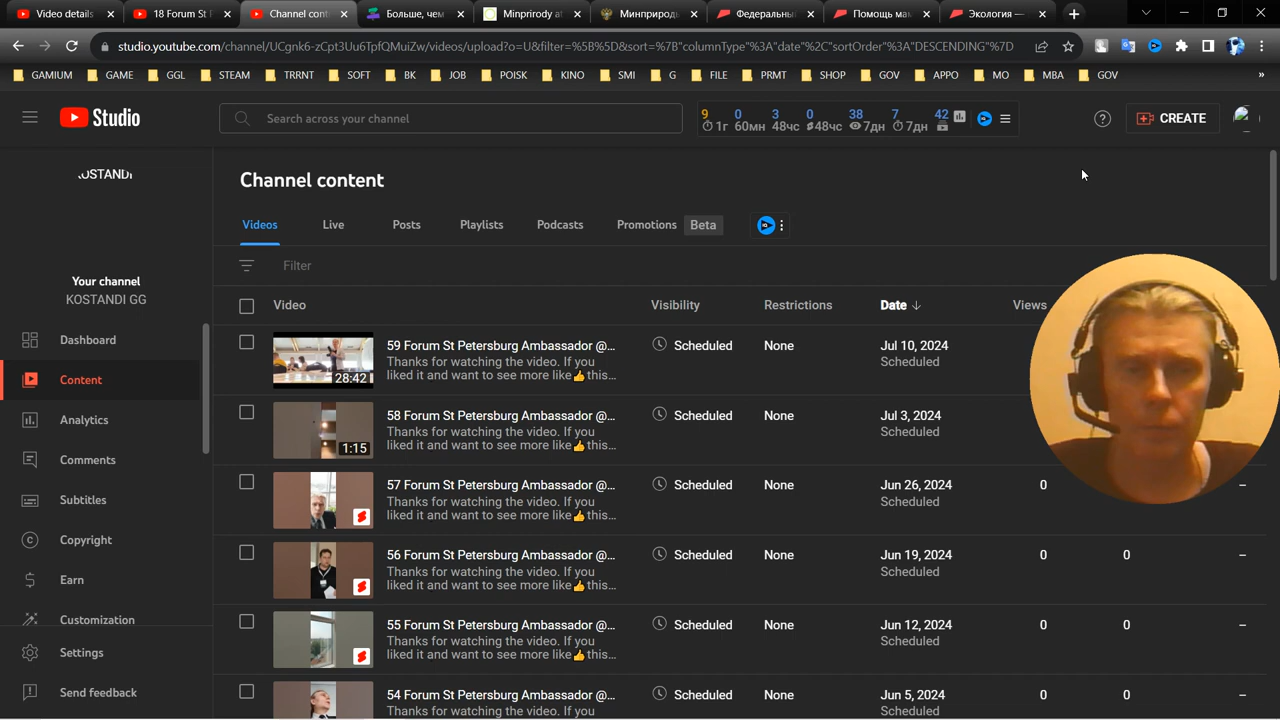 Video details
18 Forum St P
Channel cont
Больше, чем
Minprirody at
Минприроды
Федеральны
Помощь мам
Экология —
studio.youtube.com/channel/UCgnk6-zCpt3Uu6TpfQMuiZw/videos/upload?o=U&filter=%5B%5D&sort=%7B"columnType"%3A"date"%2C"sortOrder"%3A"DESCENDING"%7D
GAMIUM GAME GGL STEAM TRRNT SOFT BK JOB POISK KINO SMI G FILE PRMT SHOP GOV APPO MO MBA GOV »
Studio
Search across your channel
9 0 3 0 38 7 42
1г 60мн 48чс 48чс 7дн 7дн
CREATE
Channel content
Videos Live Posts Playlists Podcasts Promotions Beta
Filter
Video Visibility Restrictions Date Views
59 Forum St Petersburg Ambassador @... Scheduled None Jul 10, 2024
Thanks for watching the video. If you Scheduled
liked it and want to see more like👍this...
28:42
58 Forum St Petersburg Ambassador @... Scheduled None Jul 3, 2024
Thanks for watching the video. If you Scheduled
liked it and want to see more like👍this...
1:15
57 Forum St Petersburg Ambassador @... Scheduled None Jun 26, 2024 0 –
Thanks for watching the video. If you Scheduled
liked it and want to see more like👍this...
56 Forum St Petersburg Ambassador @... Scheduled None Jun 19, 2024 0 0 –
Thanks for watching the video. If you Scheduled
liked it and want to see more like👍this...
55 Forum St Petersburg Ambassador @... Scheduled None Jun 12, 2024 0 0 –
Thanks for watching the video. If you Scheduled
liked it and want to see more like👍this...
54 Forum St Petersburg Ambassador @... Scheduled None Jun 5, 2024 0 0 –
Thanks for watching the video. If you Scheduled
KOSTANDI
Your channel
KOSTANDI GG
Dashboard
Content
Analytics
Comments
Subtitles
Copyright
Earn
Customization
Settings
Send feedback